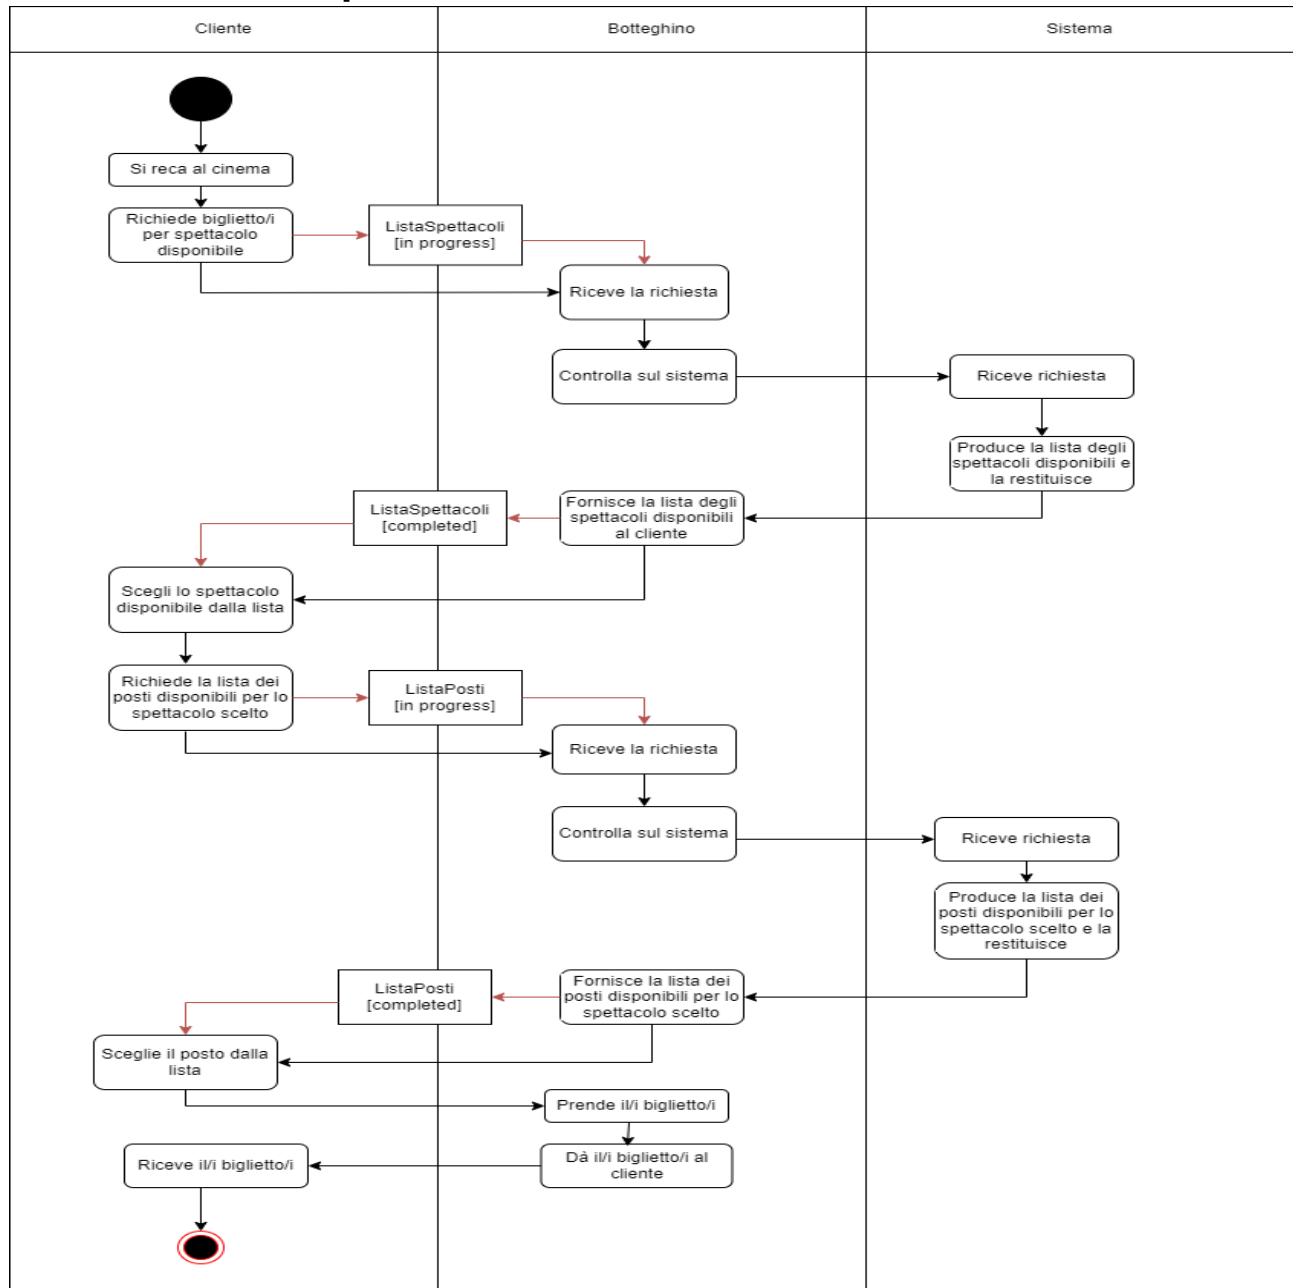 Cliente
Botteghino
Sistema
Si reca al cinema
Richiede biglietto/i
per spettacolo
disponibile
ListaSpettacoli
[in progress]
Riceve la richiesta
Controlla sul sistema
Riceve richiesta
Produce la lista degli
spettacoli disponibili e
la restituisce
Fornisce la lista degli
spettacoli disponibili
al cliente
ListaSpettacoli
[completed]
Scegli lo spettacolo
disponibile dalla lista
Richiede la lista dei
posti disponibili per lo
spettacolo scelto
ListaPosti
[in progress]
Riceve la richiesta
Controlla sul sistema
Riceve richiesta
Produce la lista dei
posti disponibili per lo
spettacolo scelto e la
restituisce
Fornisce la lista dei
posti disponibili per lo
spettacolo scelto
ListaPosti
[completed]
Sceglie il posto dalla
lista
Prende il/i biglietto/i
Dà il/i biglietto/i al
cliente
Riceve il/i biglietto/i